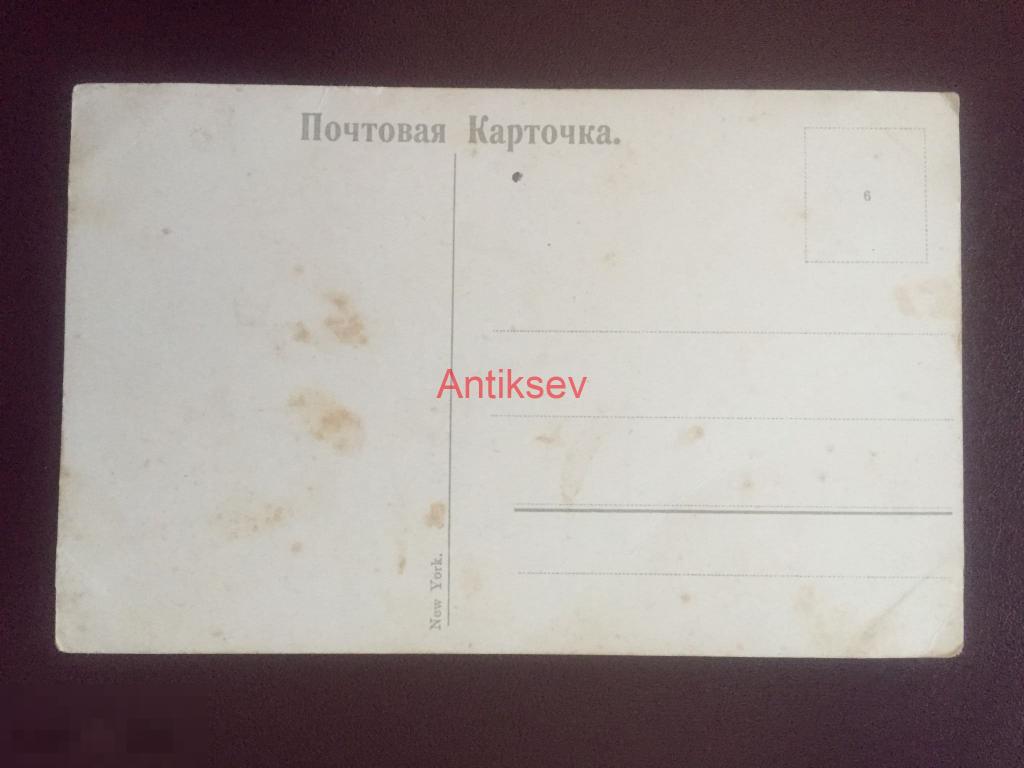 Почтовая Карточка.
6
Antiksev
New York.